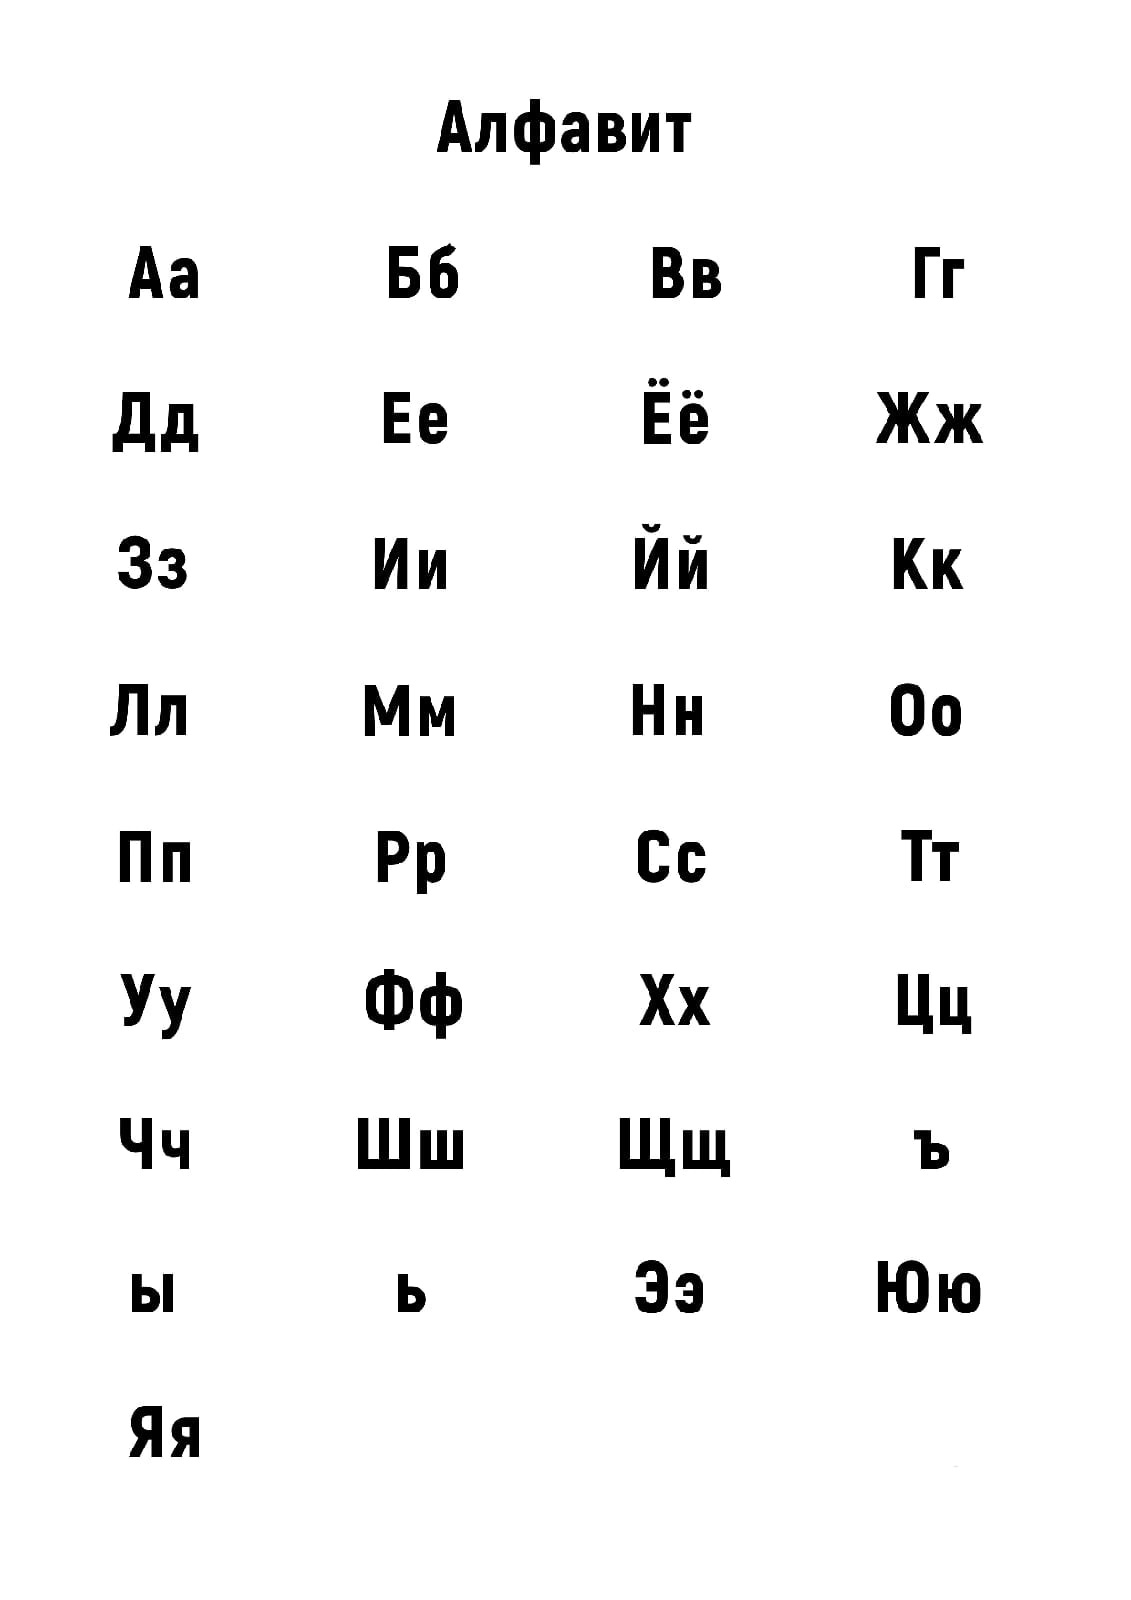 Алфавит
Аа Бб Вв Гг
Дд Ее Ёё Жж
Зз Ии Йй Кк
Лл Мм Нн Оо
Пп Рр Сс Тт
Уу Фф Хх Цц
Чч Шш Щщ ъ
ы ь Ээ Юю
Яя